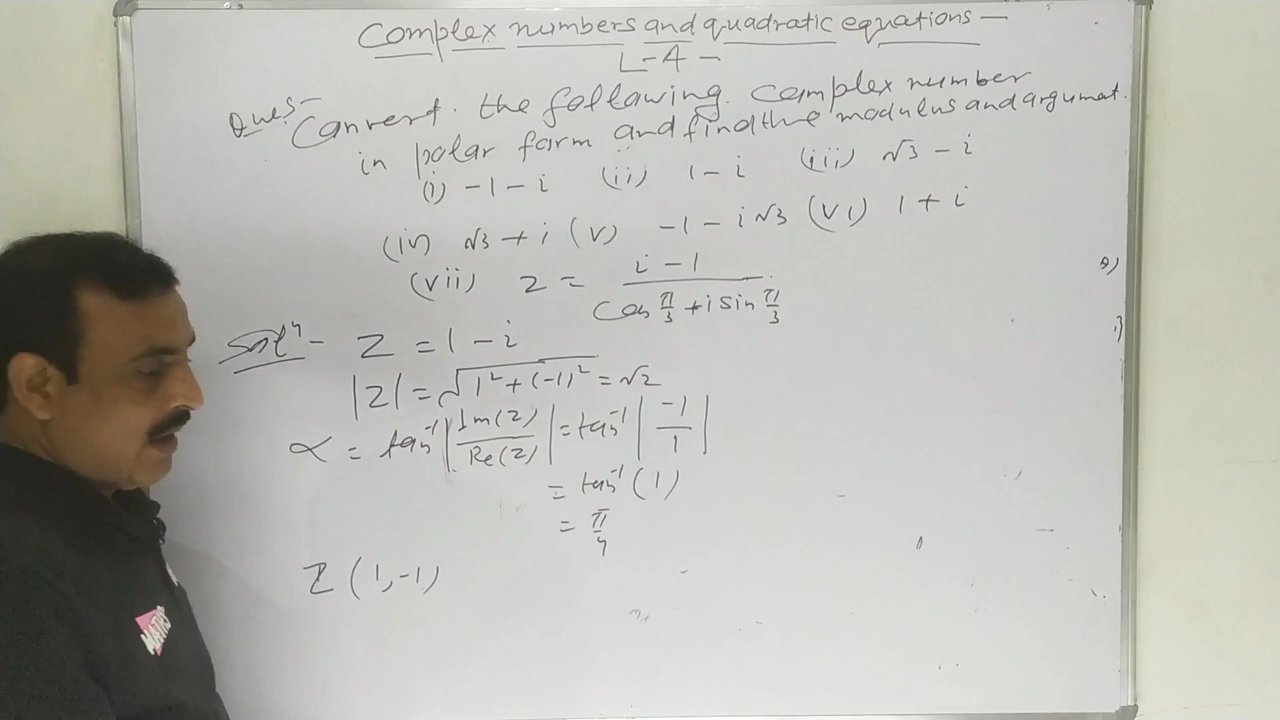 Complex numbers and quadratic equations —
L-4 -
Ques- Convert. the following. Complex number
in polar form and find the modulus and argumat.
(i) -1 - i (ii) 1 - i (iii) √3 - i
(iv) √3 + i (v) -1 - i√3 (vi) 1 + i
(vii) z = (i - 1)/(Cos π/3 + i Sin π/3)
Solⁿ - Z = 1 - i
|Z| = √(1² + (-1)²) = √2
α = tan⁻¹ |Im(Z)/Re(Z)| = tan⁻¹ |-1/1|
= tan⁻¹ (1)
= π/4
Z (1, -1)
MATHS